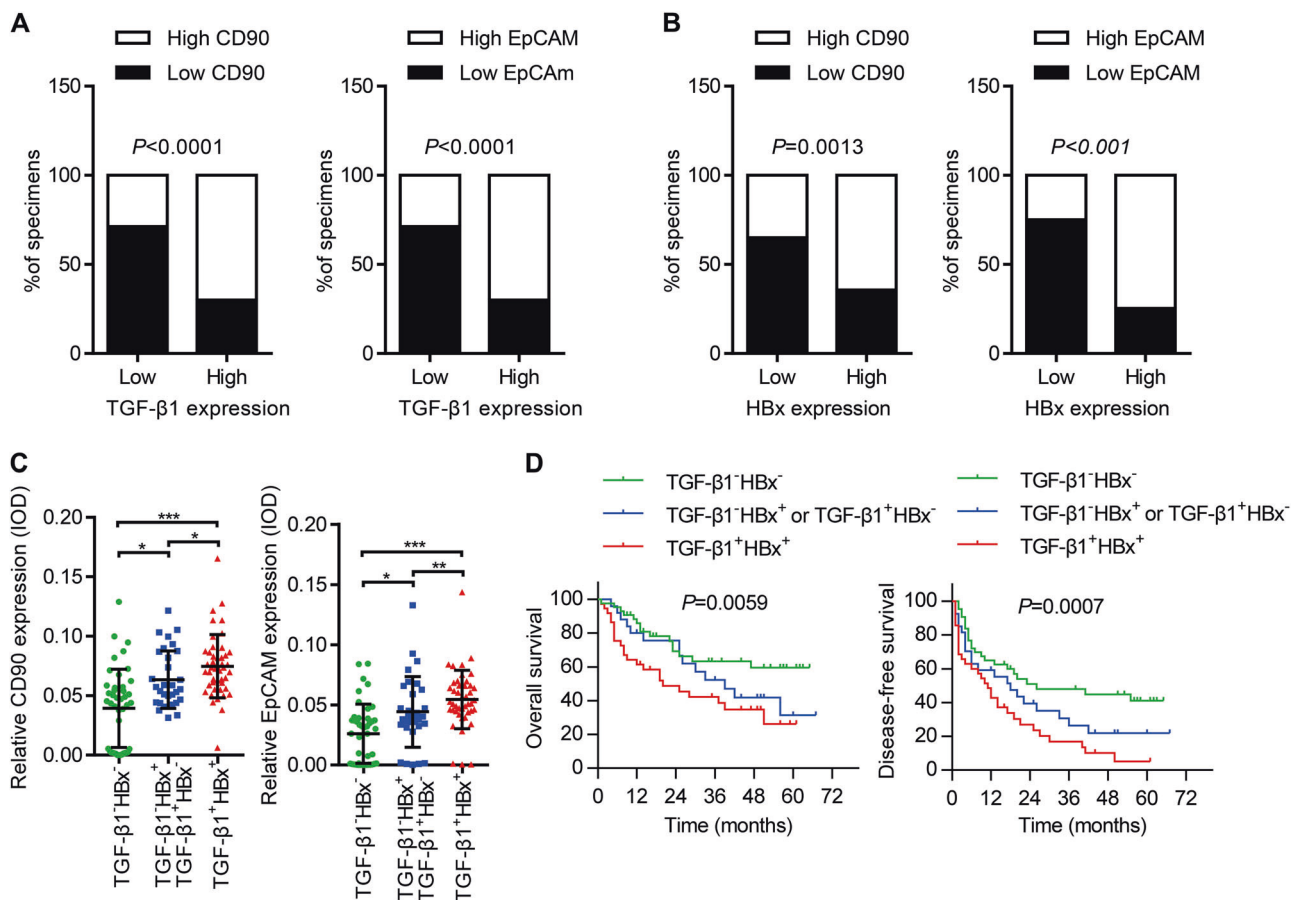 A
High CD90
Low CD90
150
100
50
0
%of specimens
P<0.0001
Low
High
TGF-β1 expression
High EpCAM
Low EpCAm
150
100
50
0
%of specimens
P<0.0001
Low
High
TGF-β1 expression
B
High CD90
Low CD90
150
100
50
0
%of specimens
P=0.0013
Low
High
HBx expression
High EpCAM
Low EpCAM
150
100
50
0
%of specimens
P<0.001
Low
High
HBx expression
C
Relative CD90 expression (IOD)
0.20
0.15
0.10
0.05
0.00
***
*
*
TGF-β1⁻HBx⁻
TGF-β1⁻HBx⁺
TGF-β1⁺HBx⁻
TGF-β1⁺HBx⁺
Relative EpCAM expression (IOD)
0.20
0.15
0.10
0.05
0.00
***
*
**
TGF-β1⁻HBx⁻
TGF-β1⁻HBx⁺
TGF-β1⁺HBx⁻
TGF-β1⁺HBx⁺
D
TGF-β1⁻HBx⁻
TGF-β1⁻HBx⁺ or TGF-β1⁺HBx⁻
TGF-β1⁺HBx⁺
Overall survival
100
80
60
40
20
0
P=0.0059
0 12 24 36 48 60 72
Time (months)
TGF-β1⁻HBx⁻
TGF-β1⁻HBx⁺ or TGF-β1⁺HBx⁻
TGF-β1⁺HBx⁺
Disease-free survival
100
80
60
40
20
0
P=0.0007
0 12 24 36 48 60 72
Time (months)